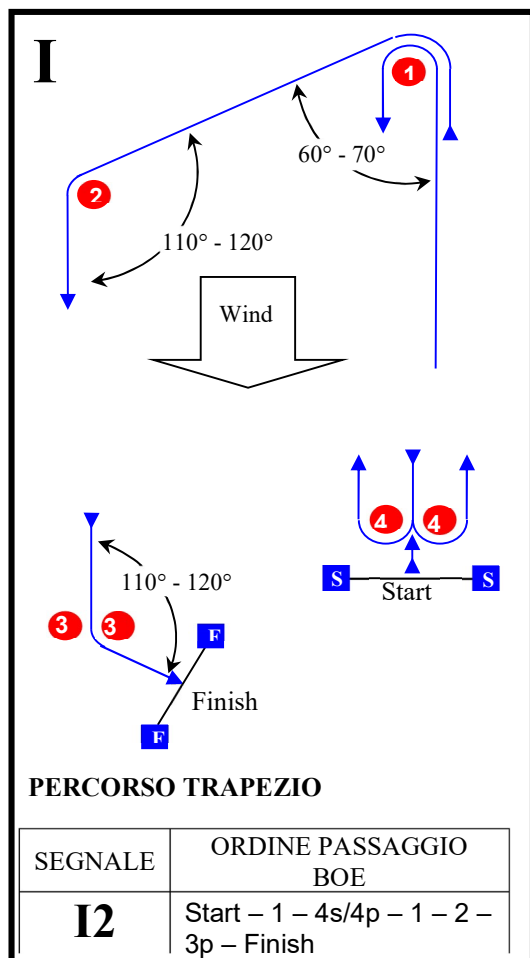 I
1
60° - 70°
2
110° - 120°
Wind
4 4
S S
Start
110° - 120°
3 3
F
Finish
F
PERCORSO TRAPEZIO
SEGNALE
ORDINE PASSAGGIO
BOE
I2
Start – 1 – 4s/4p – 1 – 2 –
3p – Finish